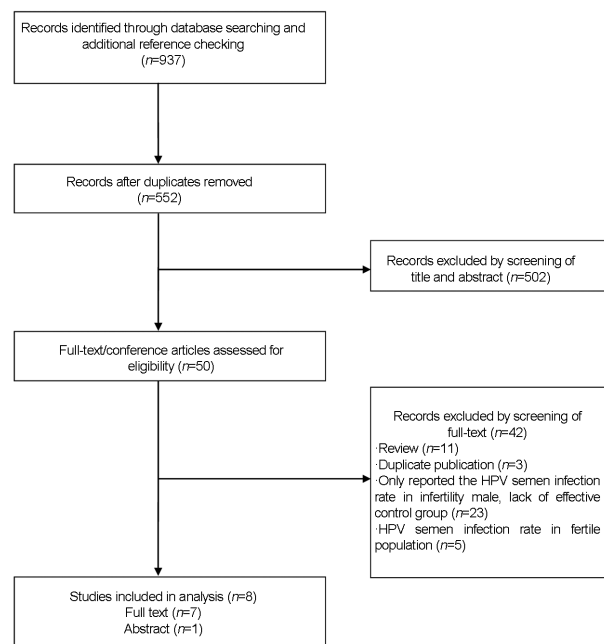 Records identified through database searching and
additional reference checking
(n=937)
Records after duplicates removed
(n=552)
Records excluded by screening of
title and abstract (n=502)
Full-text/conference articles assessed for
eligibility (n=50)
Records excluded by screening of
full-text (n=42)
·Review (n=11)
·Duplicate publication (n=3)
·Only reported the HPV semen infection
rate in infertility male, lack of effective
control group (n=23)
·HPV semen infection rate in fertile
population (n=5)
Studies included in analysis (n=8)
Full text (n=7)
Abstract (n=1)